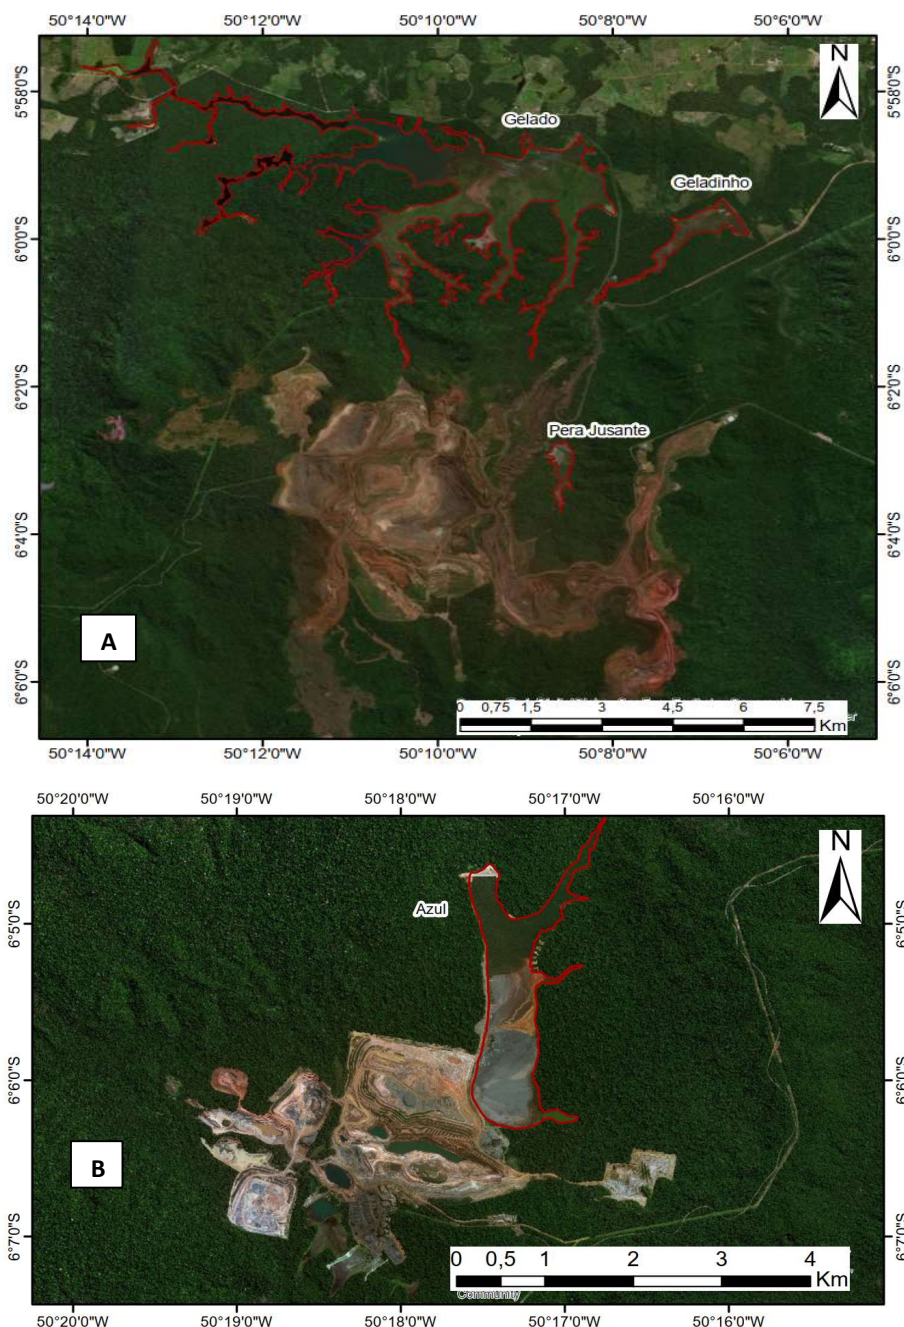 50°14'0"W 50°12'0"W 50°10'0"W 50°8'0"W 50°6'0"W
N
5°58'0"S 5°58'0"S
Gelado
Geladinho
6°0'0"S 6°0'0"S
6°2'0"S 6°2'0"S
Pera Jusante
6°4'0"S 6°4'0"S
A
6°6'0"S 6°6'0"S
0 0,75 1,5 3 4,5 6 7,5
Km
50°14'0"W 50°12'0"W 50°10'0"W 50°8'0"W 50°6'0"W
50°20'0"W 50°19'0"W 50°18'0"W 50°17'0"W 50°16'0"W
N
Azul
6°5'0"S 6°5'0"S
6°6'0"S 6°6'0"S
B
6°7'0"S 6°7'0"S
0 0,5 1 2 3 4
Km
Community
50°20'0"W 50°19'0"W 50°18'0"W 50°17'0"W 50°16'0"W